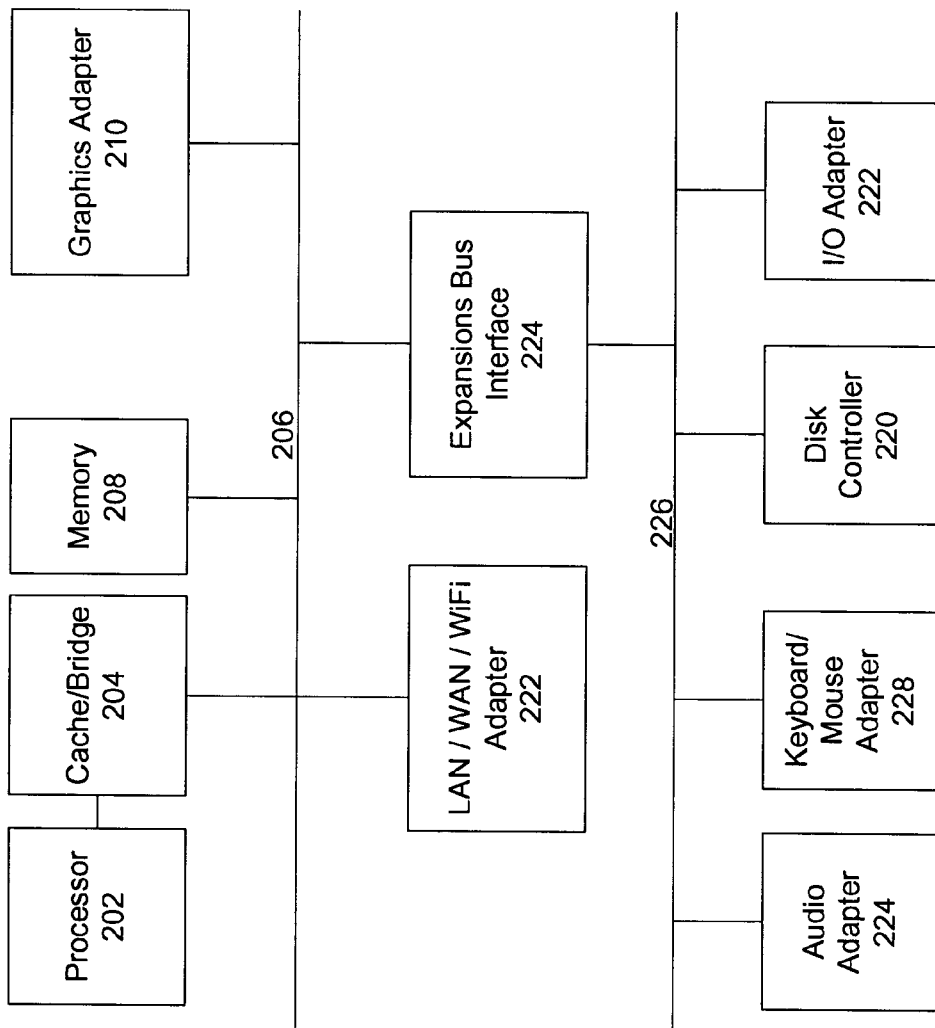 Processor
202
Cache/Bridge
204
Memory
208
Graphics Adapter
210
206
LAN / WAN / WiFi
Adapter
222
Expansions Bus
Interface
224
226
Audio
Adapter
224
Keyboard/
Mouse
Adapter
228
Disk
Controller
220
I/O Adapter
222